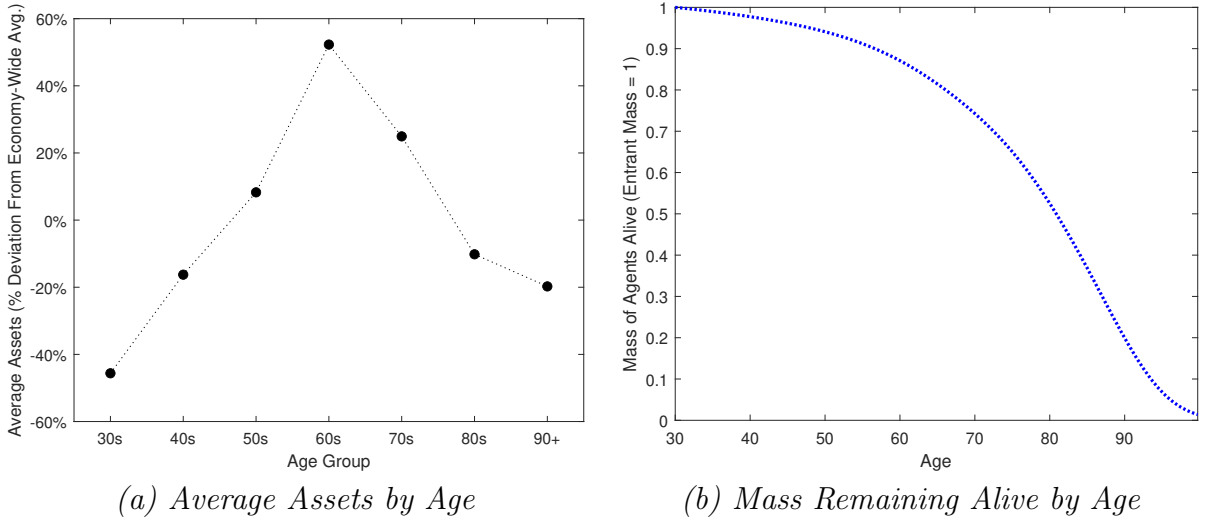 Average Assets (% Deviation From Economy-Wide Avg.)
60%
40%
20%
0%
-20%
-40%
-60%
30s 40s 50s 60s 70s 80s 90+
Age Group
(a) Average Assets by Age
Mass of Agents Alive (Entrant Mass = 1)
1
0.9
0.8
0.7
0.6
0.5
0.4
0.3
0.2
0.1
0
30 40 50 60 70 80 90
Age
(b) Mass Remaining Alive by Age